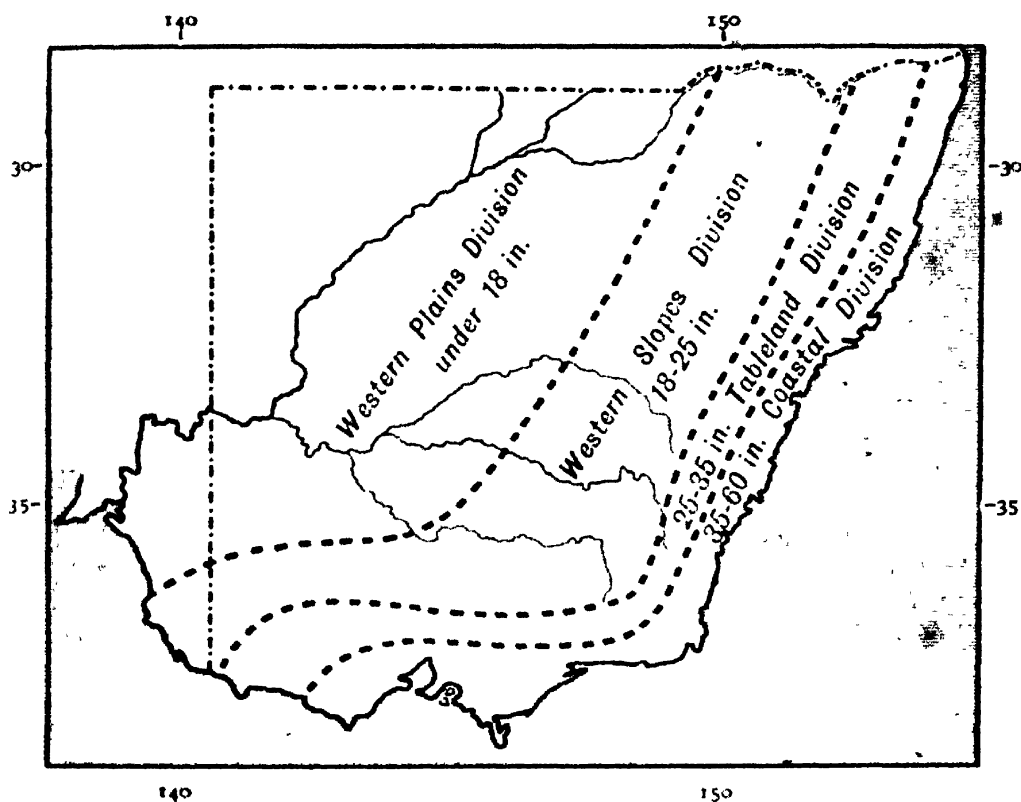 140
150
30
30
Western Plains Division
under 18 in.
Western Slopes Division
18-25 in.
Tableland Division
25-35 in.
Coastal Division
35-60 in.
35
35
140
150